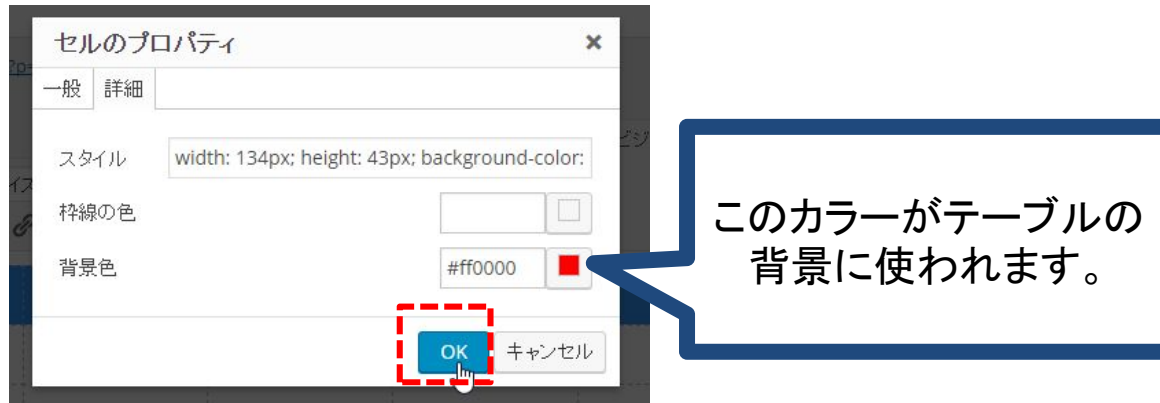 セルのプロパティ ×
?p=
一般 詳細
スタイル width: 134px; height: 43px; background-color:
枠線の色
背景色 #ff0000
OK キャンセル
このカラーがテーブルの
背景に使われます。